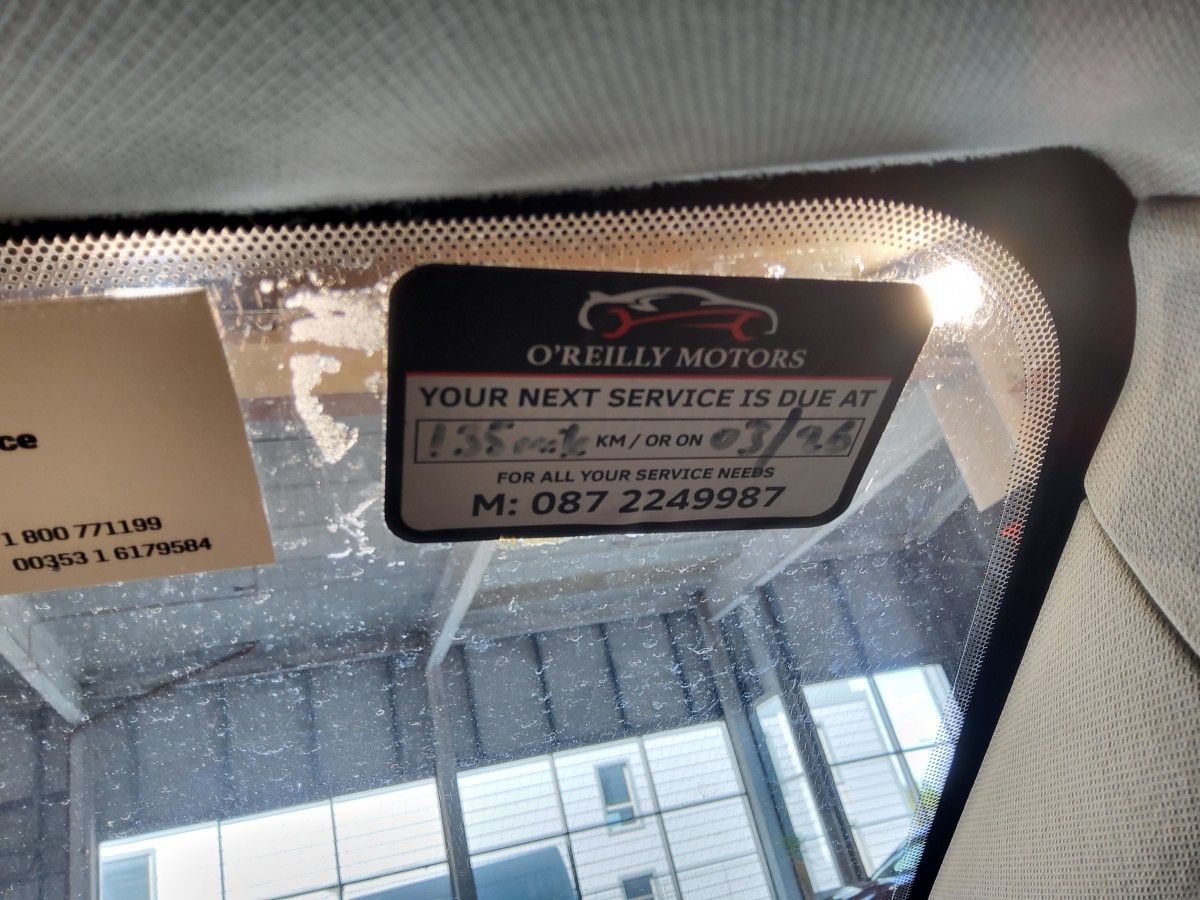 O'REILLY MOTORS
YOUR NEXT SERVICE IS DUE AT
135 KM / OR ON 03/26
FOR ALL YOUR SERVICE NEEDS
M: 087 2249987
ce
1 800 771199
00353 1 6179584